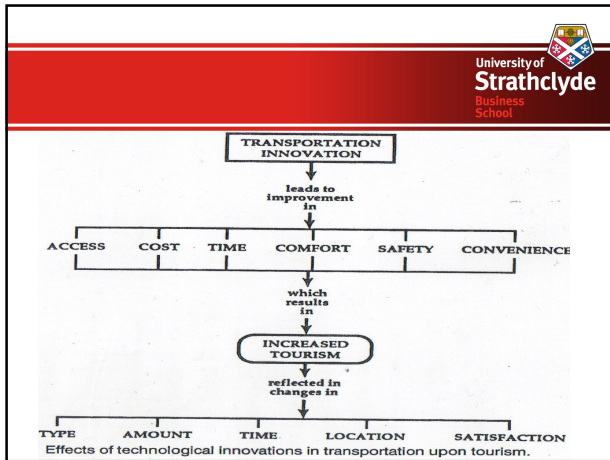 University of
Strathclyde
Business
School
TRANSPORTATION
INNOVATION
leads to
improvement
in
ACCESS COST TIME COMFORT SAFETY CONVENIENCE
which
results
in
INCREASED
TOURISM
reflected in
changes in
TYPE AMOUNT TIME LOCATION SATISFACTION
Effects of technological innovations in transportation upon tourism.